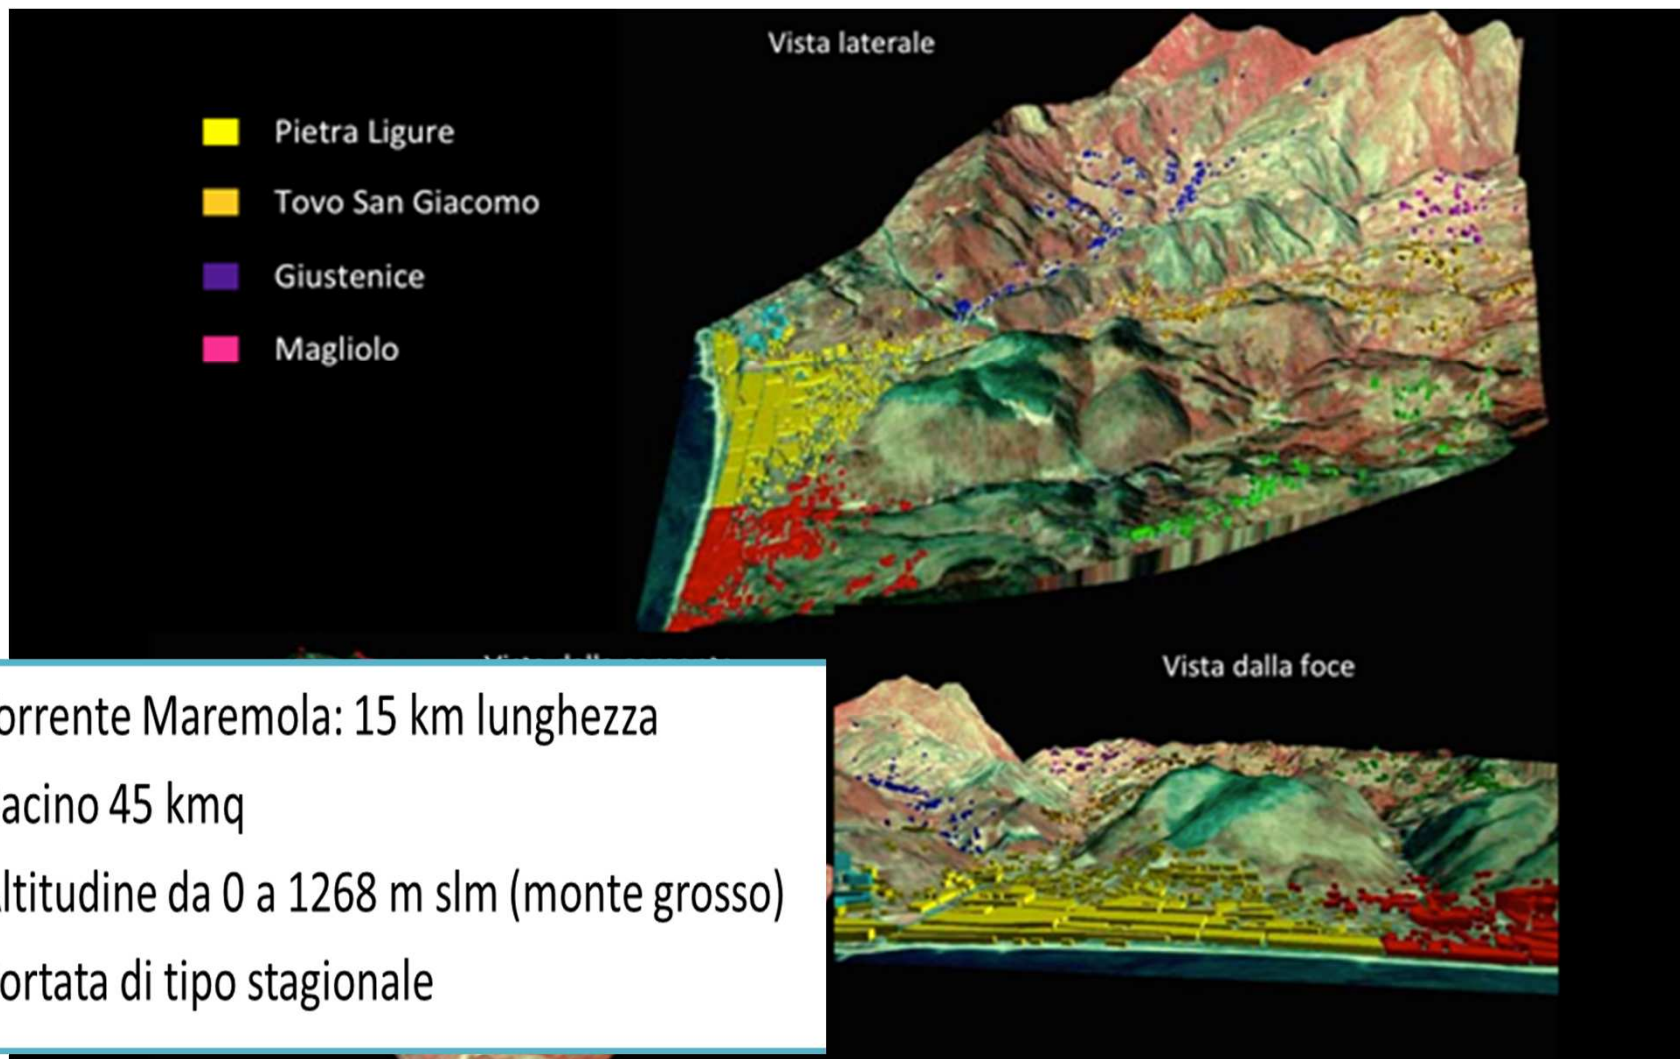 Vista laterale
Pietra Ligure
Tovo San Giacomo
Giustenice
Magliolo
Vista dalla foce
orrente Maremola: 15 km lunghezza
acino 45 kmq
ltitudine da 0 a 1268 m slm (monte grosso)
ortata di tipo stagionale